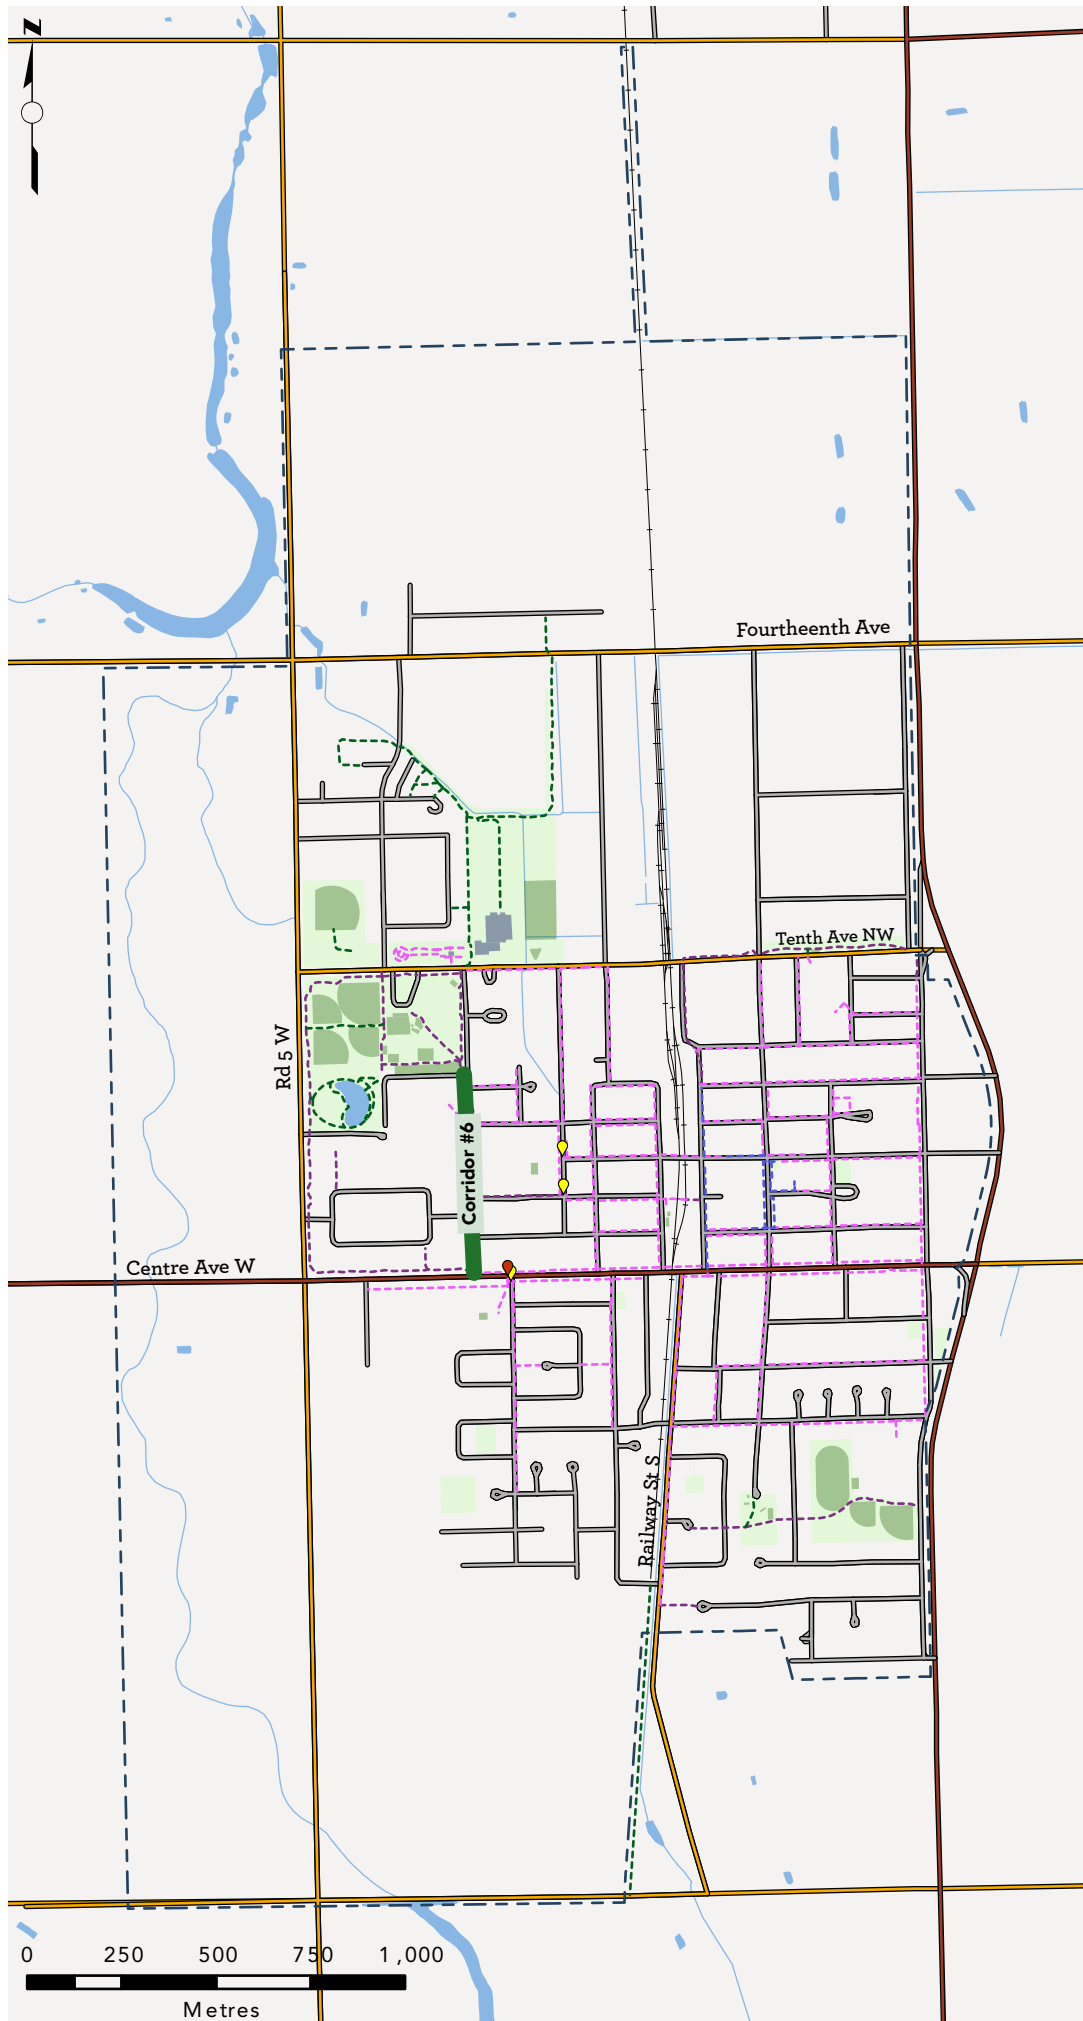 N
Fourtheenth Ave
Tenth Ave NW
Rd 5 W
Corridor #6
Centre Ave W
Railway St S
0 250 500 750 1,000
Metres